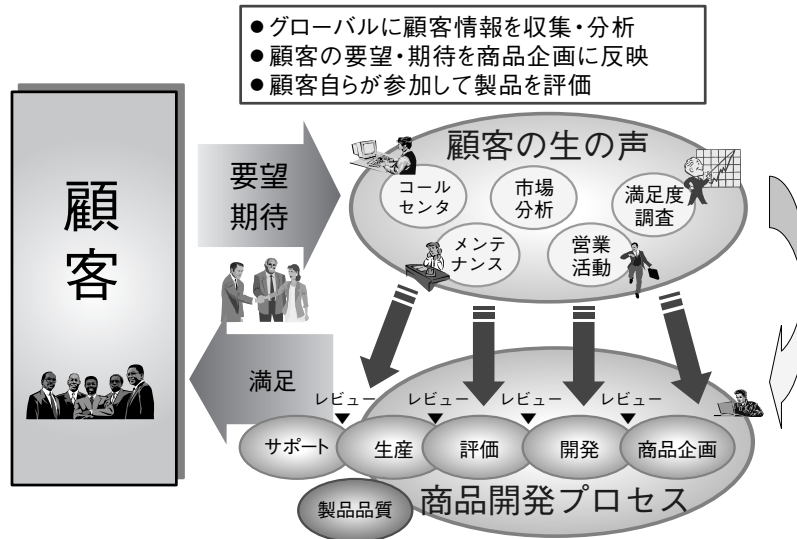 ● グローバルに顧客情報を収集・分析
● 顧客の要望・期待を商品企画に反映
● 顧客自らが参加して製品を評価
顧客
要望
期待
顧客の生の声
コール
センタ
市場
分析
満足度
調査
メンテ
ナンス
営業
活動
満足
レビュー
レビュー
レビュー
レビュー
サポート
生産
評価
開発
商品企画
製品品質
商品開発プロセス